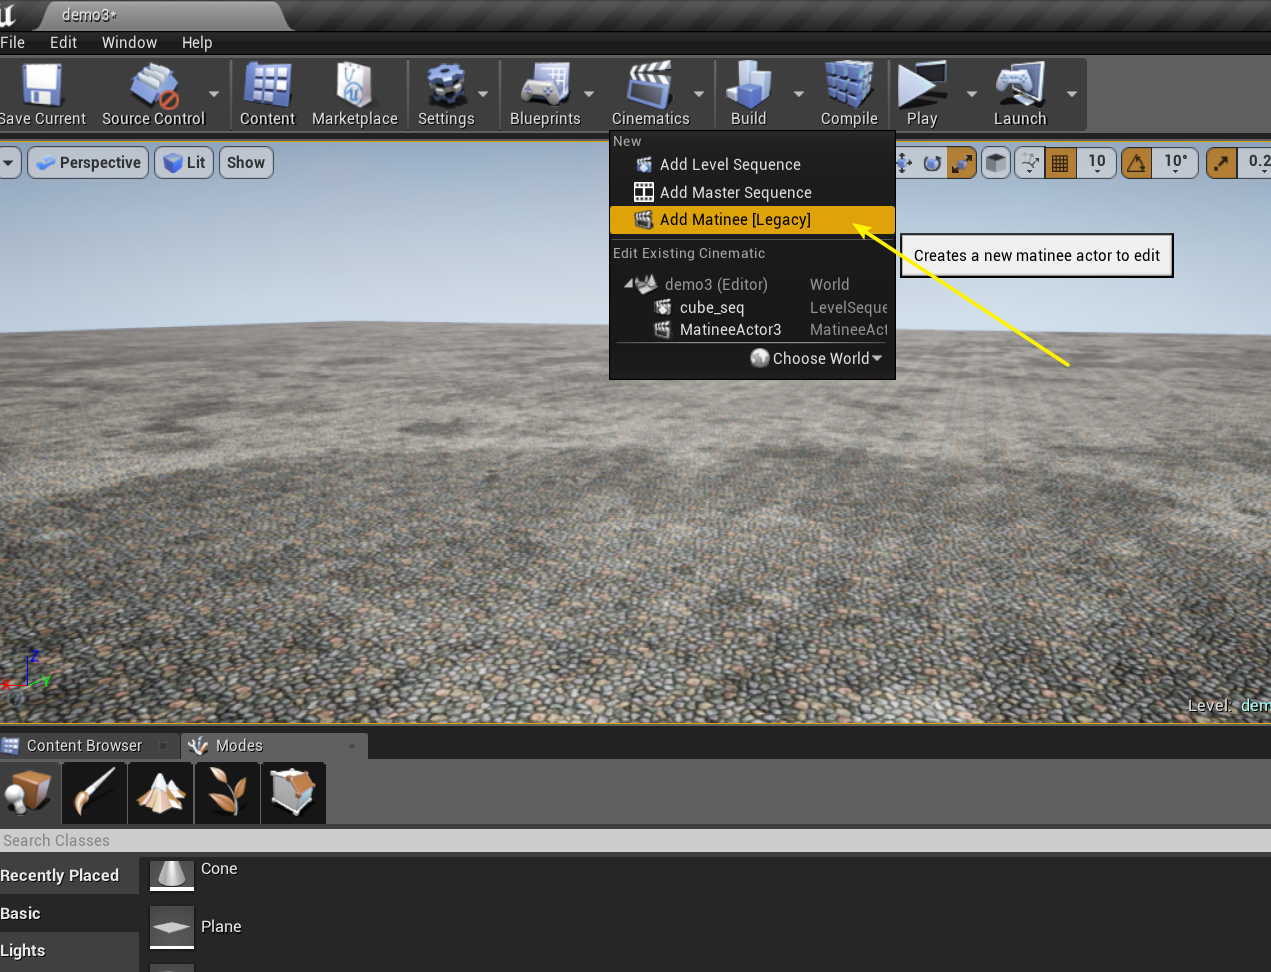 demo3*
File Edit Window Help
Save Current Source Control Content Marketplace Settings Blueprints Cinematics Build Compile Play Launch
New
Perspective Lit Show
Add Level Sequence
10 10° 0.2
Add Master Sequence
Add Matinee [Legacy]
Edit Existing Cinematic
Creates a new matinee actor to edit
demo3 (Editor) World
cube_seq LevelSeque
MatineeActor3 MatineeAct
Choose World
Z
X Y
Level: dem
Content Browser Modes
Search Classes
Recently Placed
Cone
Basic
Plane
Lights